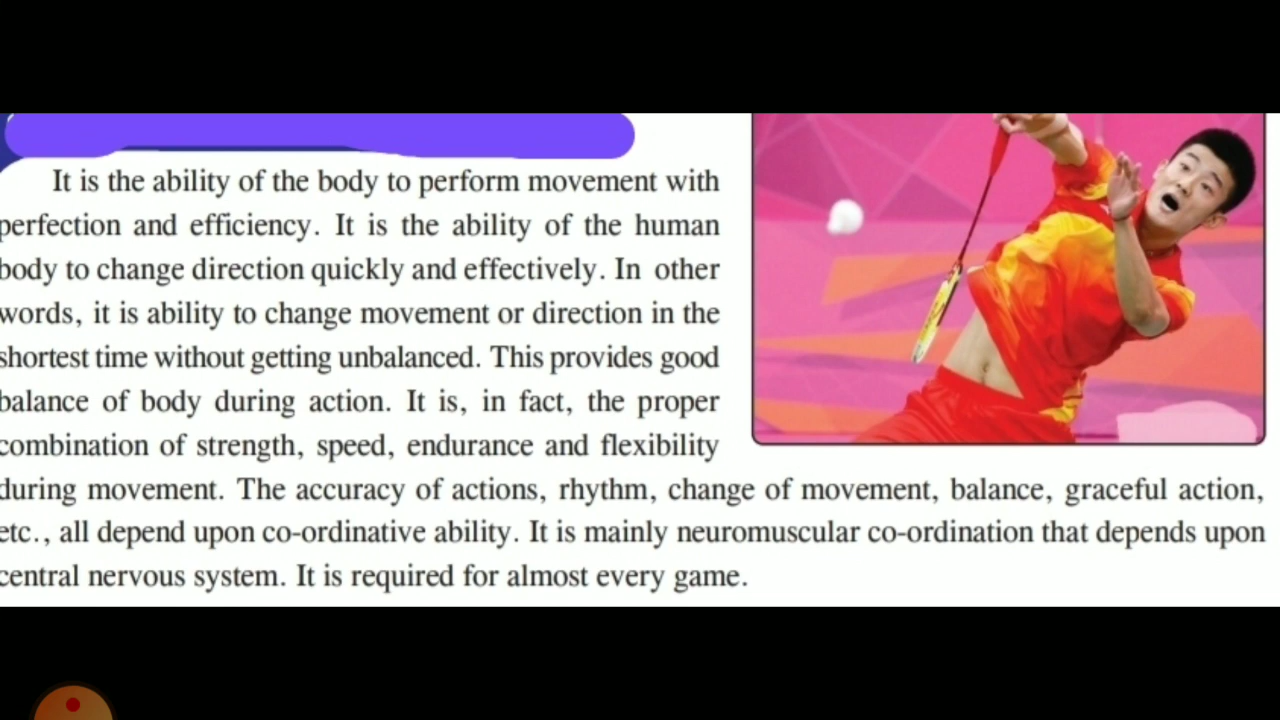 It is the ability of the body to perform movement with
perfection and efficiency. It is the ability of the human
body to change direction quickly and effectively. In other
words, it is ability to change movement or direction in the
shortest time without getting unbalanced. This provides good
balance of body during action. It is, in fact, the proper
combination of strength, speed, endurance and flexibility
during movement. The accuracy of actions, rhythm, change of movement, balance, graceful action,
etc., all depend upon co-ordinative ability. It is mainly neuromuscular co-ordination that depends upon
central nervous system. It is required for almost every game.